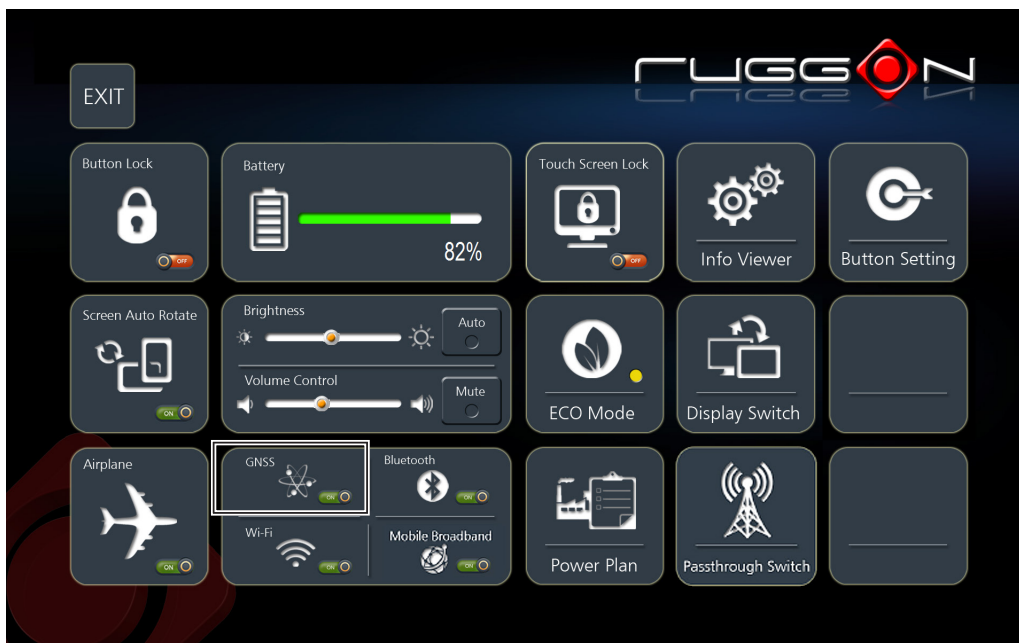 RUGGON
EXIT
Button Lock
OFF
Battery
82%
Touch Screen Lock
OFF
Info Viewer
Button Setting
Screen Auto Rotate
ON
Brightness
Auto
Volume Control
Mute
ECO Mode
Display Switch
Airplane
ON
GNSS
ON
Bluetooth
ON
Wi-Fi
ON
Mobile Broadband
ON
Power Plan
Passthrough Switch